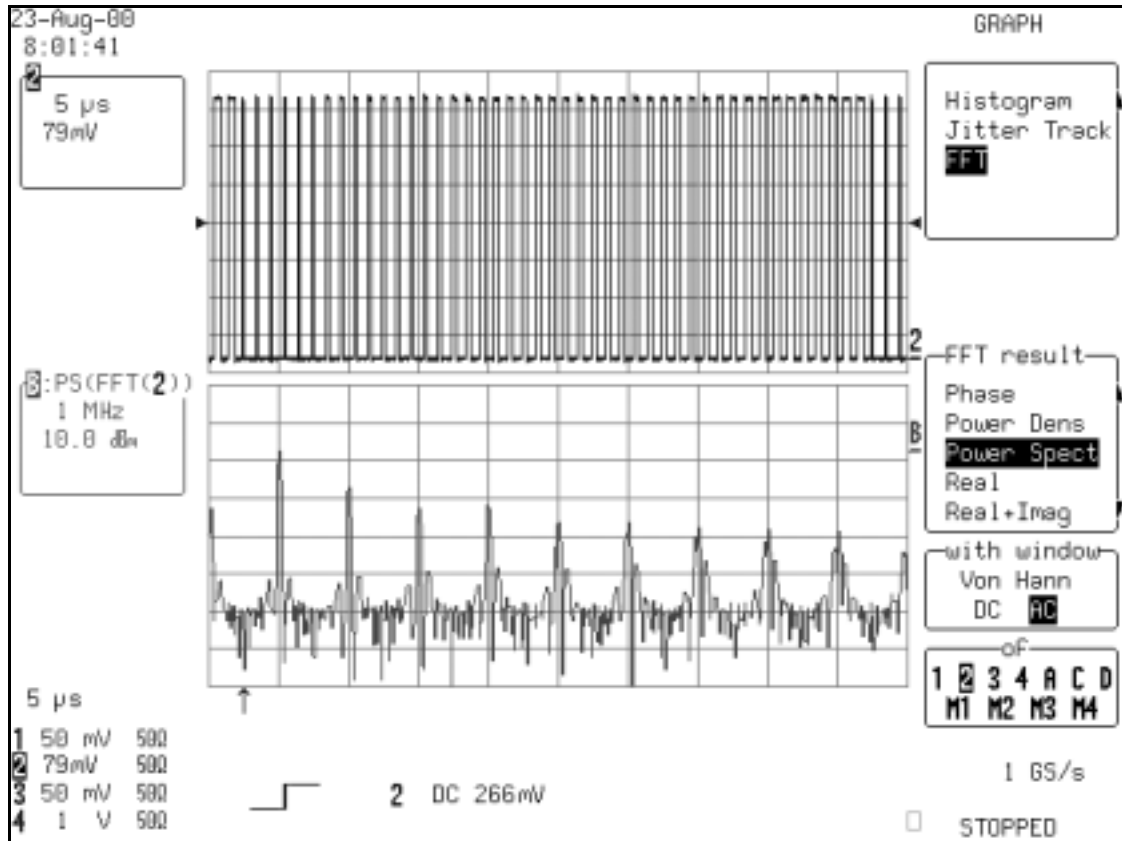 23-Aug-00
8:01:41
GRAPH
2
5 µs
79mV
Histogram
Jitter Track
FFT
2
B:PS(FFT(2))
1 MHz
10.0 dBm
B
FFT result
Phase
Power Dens
Power Spect
Real
Real+Imag
with window
Von Hann
DC AC
of
1 2 3 4 A C D
M1 M2 M3 M4
5 µs
1 50 mV 50Ω
2 79mV 50Ω
3 50 mV 50Ω
4 1 V 50Ω
2 DC 266mV
1 GS/s
STOPPED